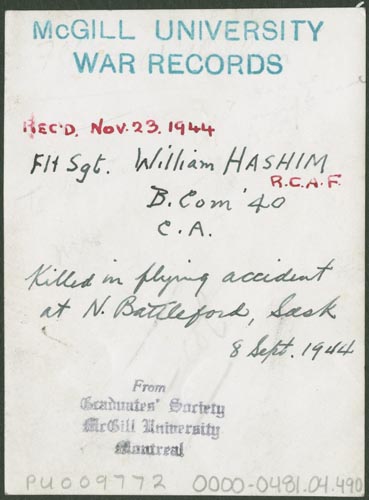 McGILL UNIVERSITY
WAR RECORDS
REC'D. NOV. 23. 1944
Flt Sgt. William HASHIM
R.C.A.F.
B. Com '40
C.A.
Killed in flying accident
at N. Battleford, Sask
8 Sept. 1944
From
Graduates' Society
McGill University
Montreal
PU009772 0000-0481.04.490